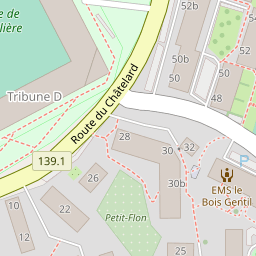 52b
e de
lière
52
50
50
Tribune D
48
Route du Châtelard
28
30
32
139.1
P
30b
EMS le
Bois Gentil
10
22
Petit-Flon
12
26
25